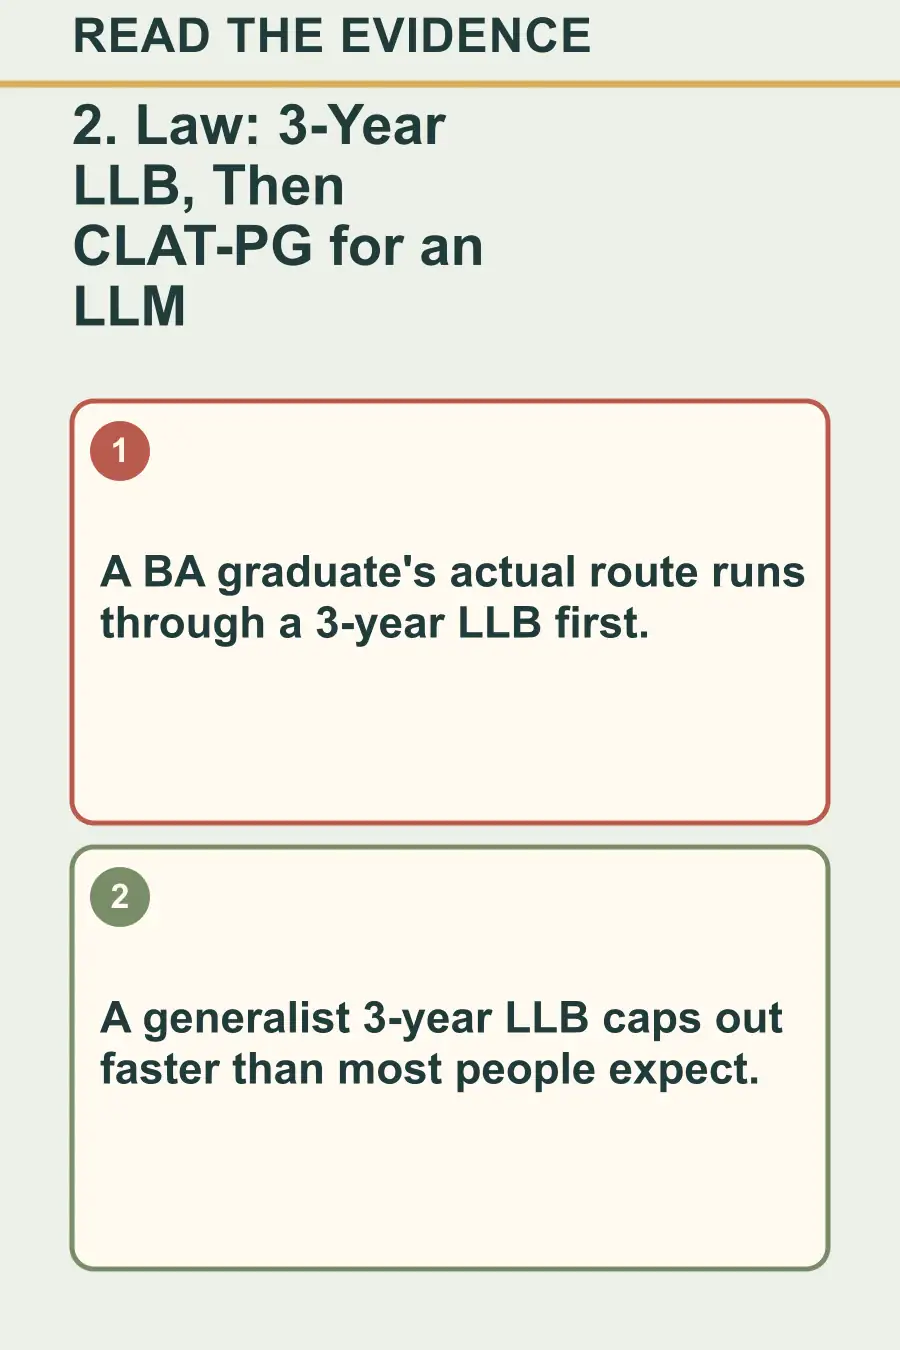 READ THE EVIDENCE
2. Law: 3-Year
LLB, Then
CLAT-PG for an
LLM
1
A BA graduate's actual route runs
through a 3-year LLB first.
2
A generalist 3-year LLB caps out
faster than most people expect.